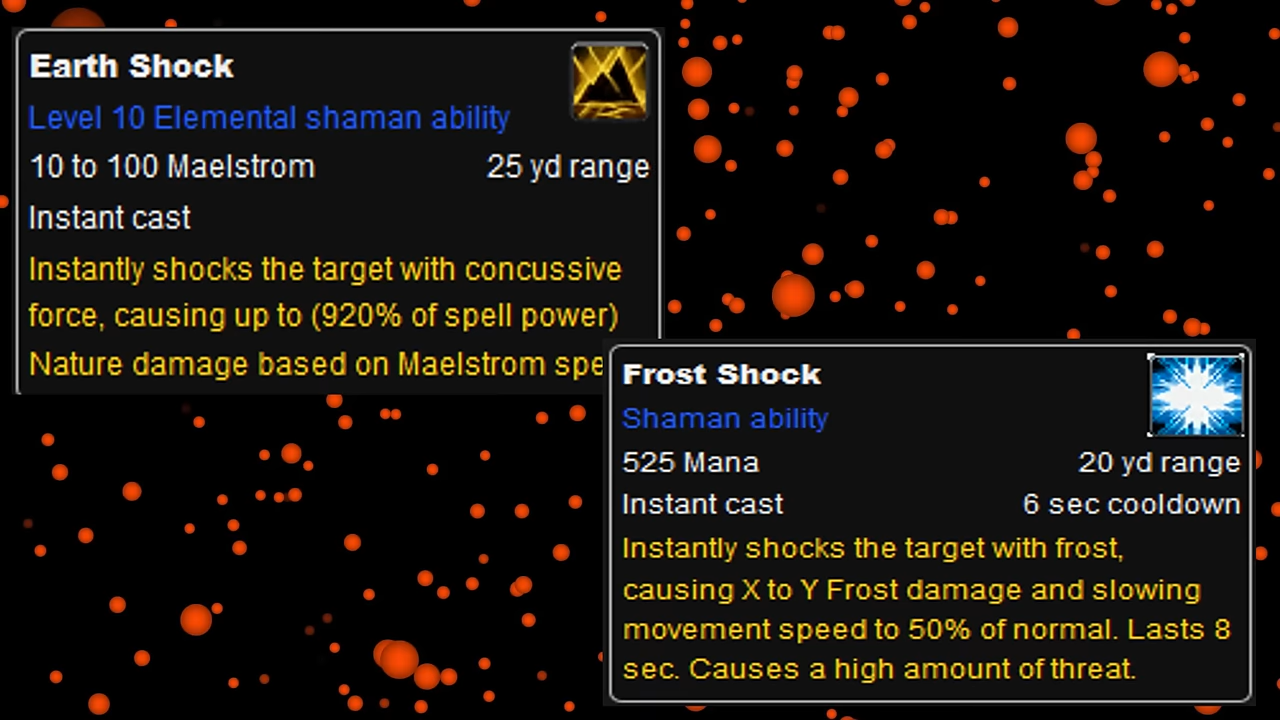 Earth Shock
Level 10 Elemental shaman ability
10 to 100 Maelstrom 25 yd range
Instant cast
Instantly shocks the target with concussive
force, causing up to (920% of spell power)
Nature damage based on Maelstrom spe
Frost Shock
Shaman ability
525 Mana 20 yd range
Instant cast 6 sec cooldown
Instantly shocks the target with frost,
causing X to Y Frost damage and slowing
movement speed to 50% of normal. Lasts 8
sec. Causes a high amount of threat.